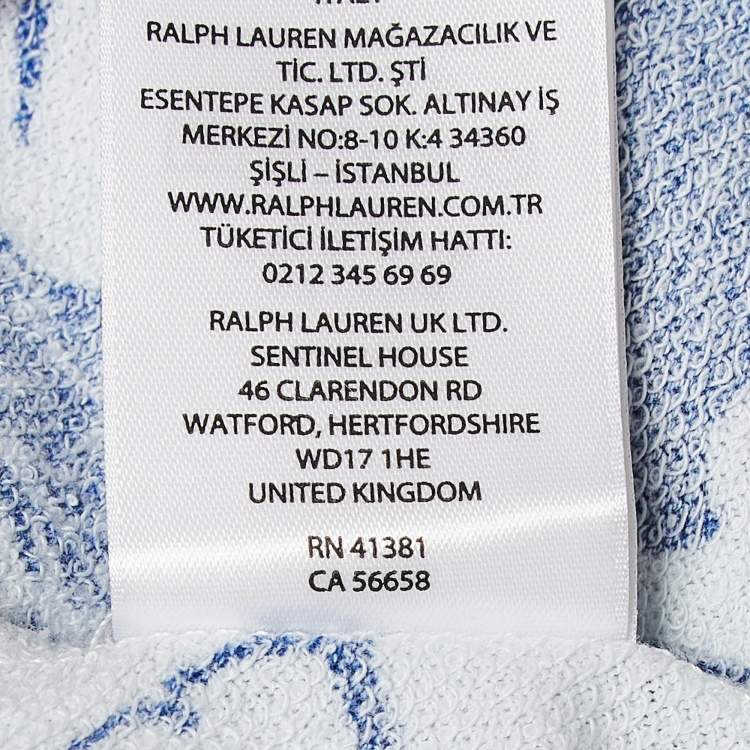 ITALY
RALPH LAUREN MAĞAZACILIK VE
TİC. LTD. ŞTİ
ESENTEPE KASAP SOK. ALTINAY İŞ
MERKEZİ NO:8-10 K:4 34360
ŞİŞLİ – İSTANBUL
WWW.RALPHLAUREN.COM.TR
TÜKETİCİ İLETİŞİM HATTI:
0212 345 69 69
RALPH LAUREN UK LTD.
SENTINEL HOUSE
46 CLARENDON RD
WATFORD, HERTFORDSHIRE
WD17 1HE
UNITED KINGDOM
RN 41381
CA 56658